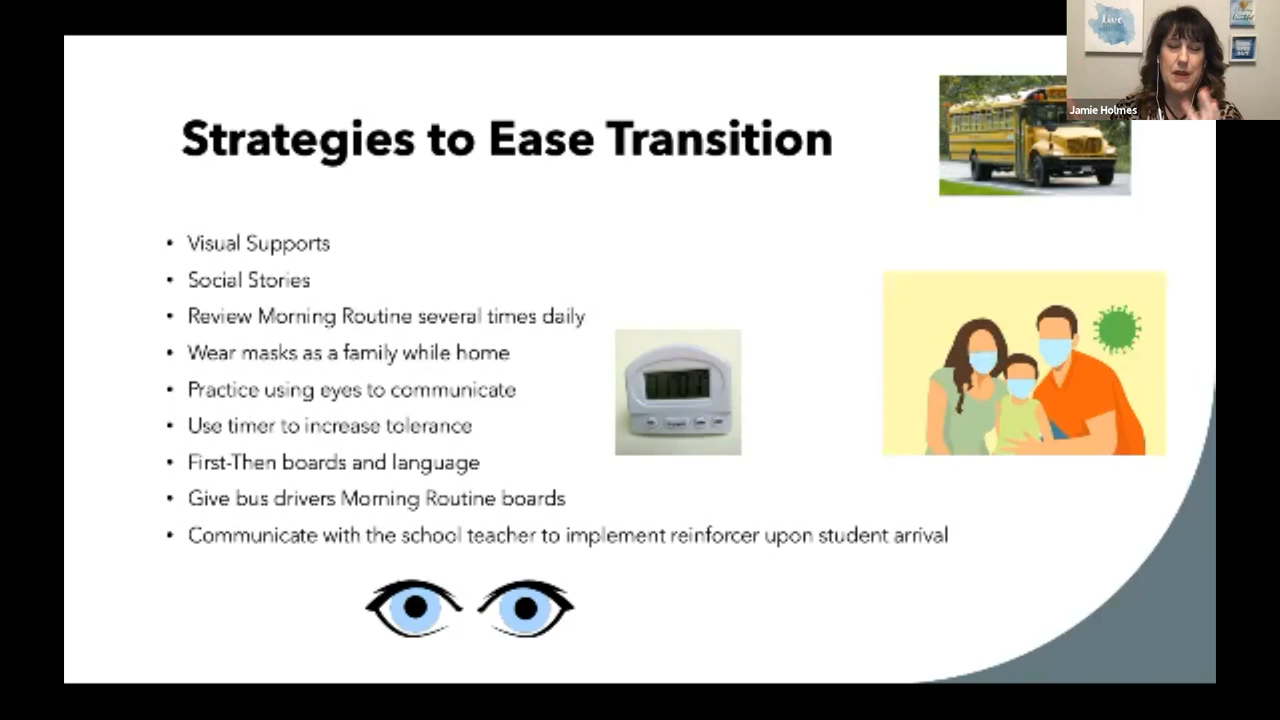 Strategies to Ease Transition
• Visual Supports
• Social Stories
• Review Morning Routine several times daily
• Wear masks as a family while home
• Practice using eyes to communicate
• Use timer to increase tolerance
• First-Then boards and language
• Give bus drivers Morning Routine boards
• Communicate with the school teacher to implement reinforcer upon student arrival
Live
Jamie Holmes